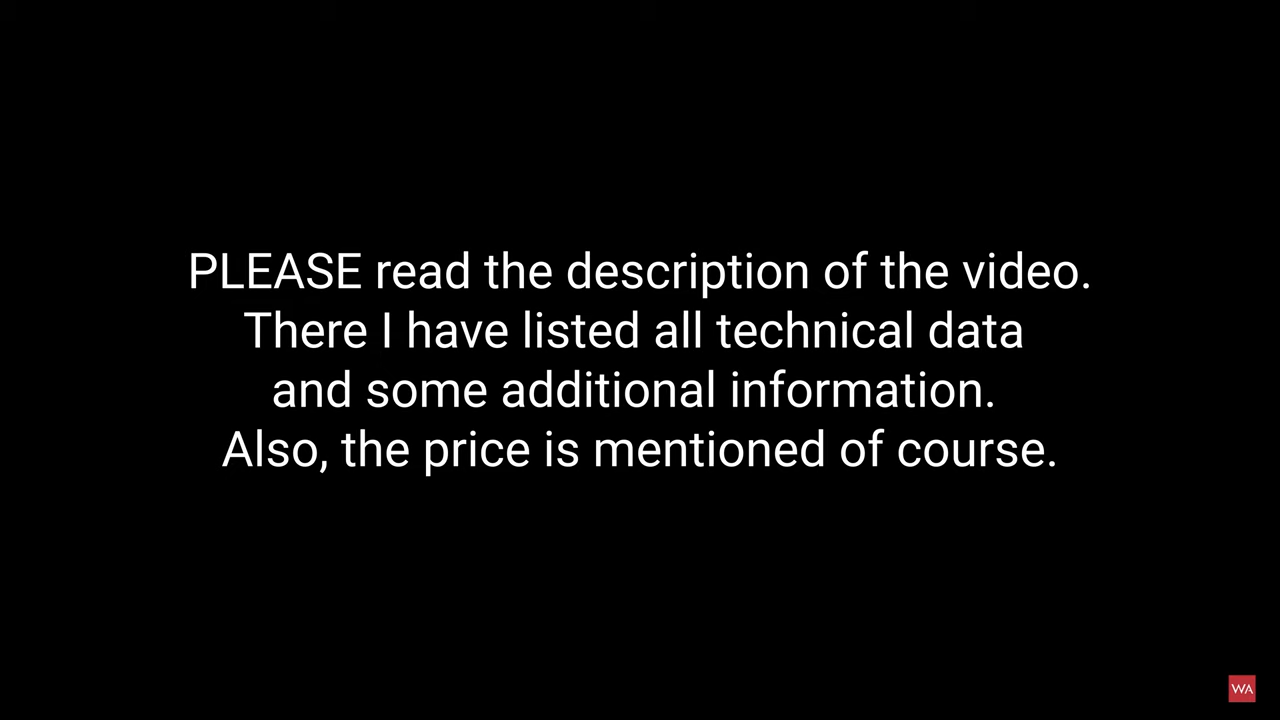 PLEASE read the description of the video.
There I have listed all technical data
and some additional information.
Also, the price is mentioned of course.
WA